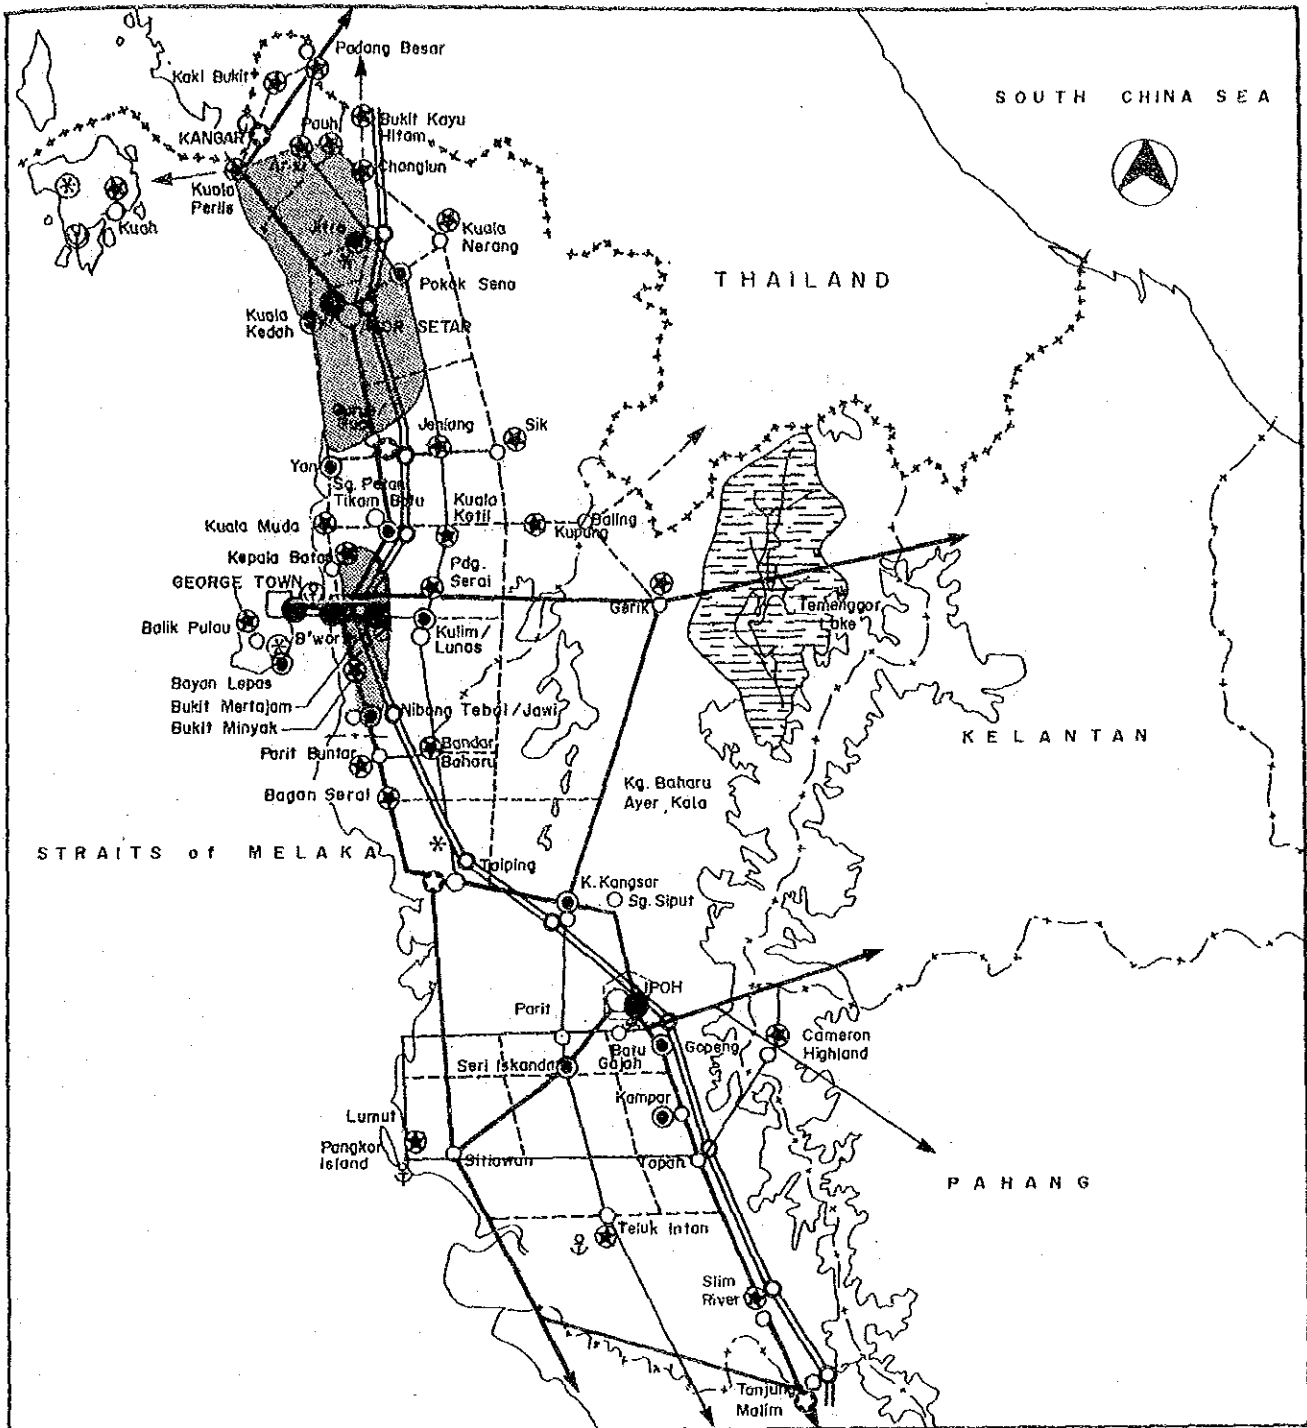 Padang Besar
Kaki Bukit
SOUTH CHINA SEA
Bukit Kayu
Hitam
Pauh
KANGAR
Changlun
Kuala
Perlis
Kuah
Kuala
Nerang
THAILAND
Pokok Sena
Kuala
Kedah
SETAR
Jeniang
Sik
Yan
Sg. Petani
Tikam Batu
Kuala
Ketil
Kuala Muda
Baling
Kupang
Kepala Batas
Pdg.
Serai
GEORGE TOWN
Gerik
Temenggor
Lake
Balik Pulau
B'worth
Kulim/
Lunas
Bayan Lepas
Bukit Mertajam
Bukit Minyak
Nibong Tebal/Jawi
KELANTAN
Parit Buntar
Bandar
Baharu
Bagan Serai
Kg. Baharu
Ayer Kala
STRAITS of MELAKA
Taiping
K. Kangsar
Sg. Siput
IPOH
Parit
Batu
Gajah
Gopeng
Cameron
Highland
Seri Iskandar
Kampar
Lumut
Pangkor
Island
Sitiawan
Tapah
PAHANG
Teluk Intan
Slim
River
Tanjung
Malim